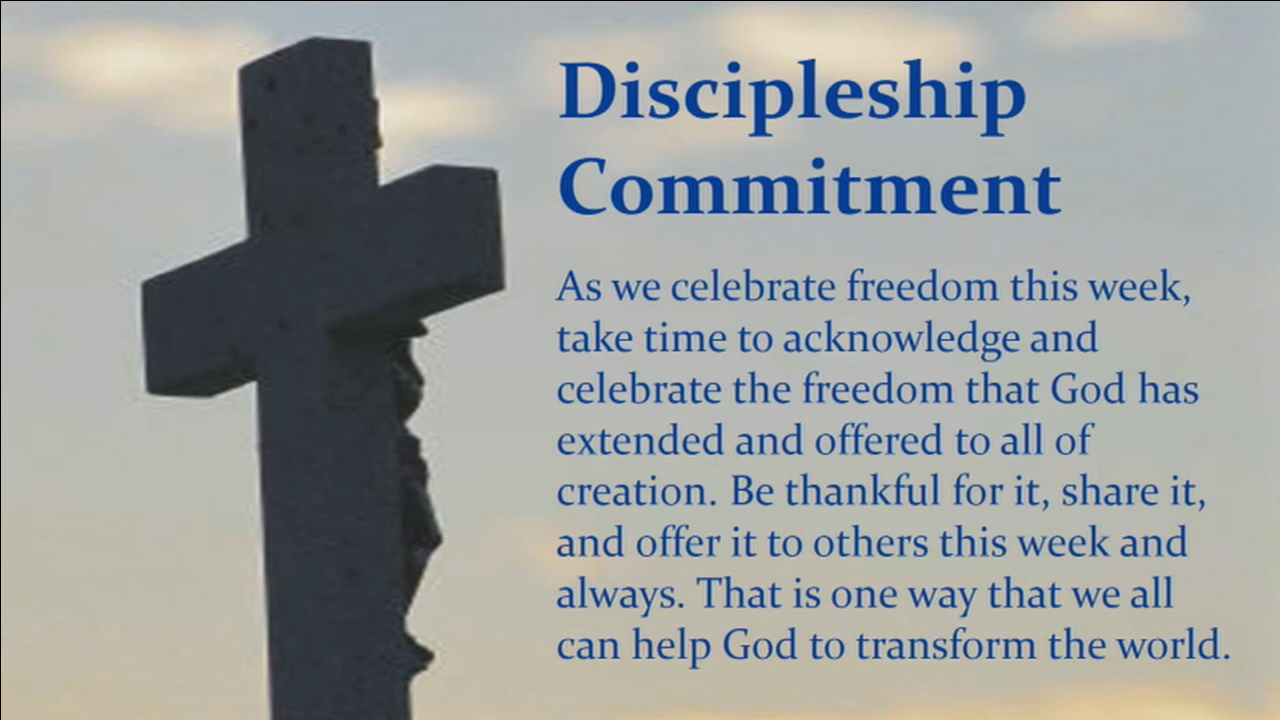 Discipleship
Commitment
As we celebrate freedom this week,
take time to acknowledge and
celebrate the freedom that God has
extended and offered to all of
creation. Be thankful for it, share it,
and offer it to others this week and
always. That is one way that we all
can help God to transform the world.